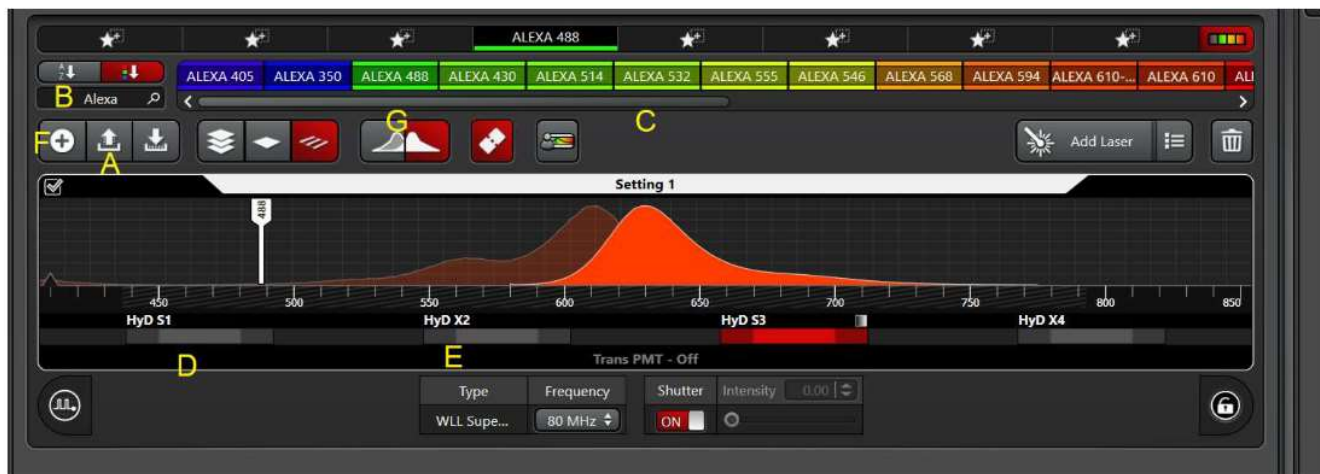 ALEXA 488
ALEXA 405 ALEXA 350 ALEXA 488 ALEXA 430 ALEXA 514 ALEXA 532 ALEXA 555 ALEXA 546 ALEXA 568 ALEXA 594 ALEXA 610-... ALEXA 610 ALI
B Alexa
G
C
F
A
Add Laser
Setting 1
488
450 500 550 600 650 700 750 800 850
HyD S1 HyD X2 HyD S3 HyD X4
D E
Trans PMT - Off
Type Frequency Shutter Intensity 0.00
WLL Supe... 80 MHz ON